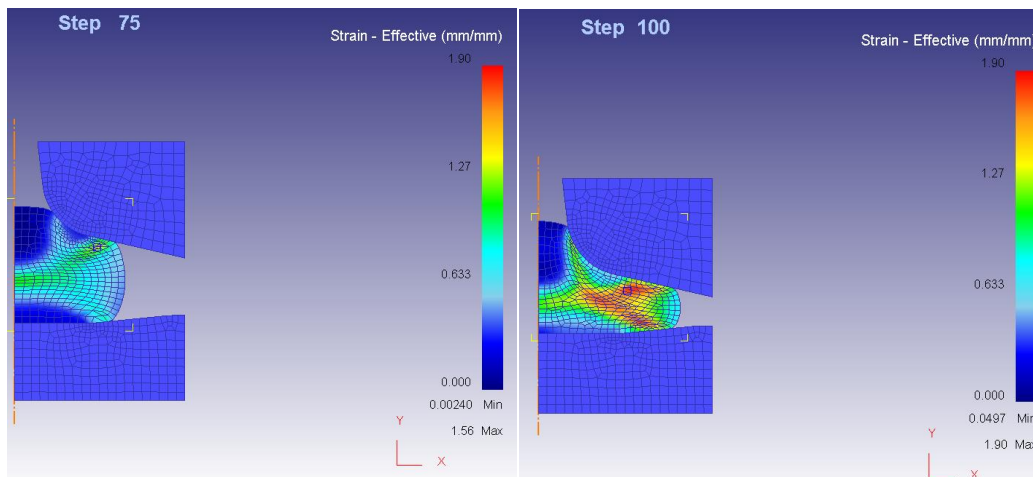 Step 75
Strain - Effective (mm/mm)
1.90
1.27
0.633
0.000
0.00240 Min
1.56 Max
Y
X
Step 100
Strain - Effective (mm/mm)
1.90
1.27
0.633
0.000
0.0497 Min
1.90 Max
Y
X